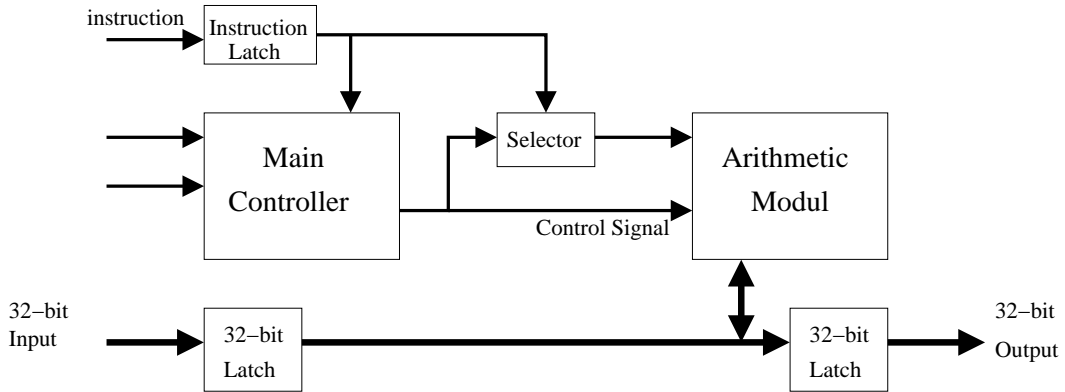 instruction
Instruction
Latch
Selector
Main
Controller
Arithmetic
Modul
Control Signal
32−bit
Input
32−bit
Latch
32−bit
Latch
32−bit
Output